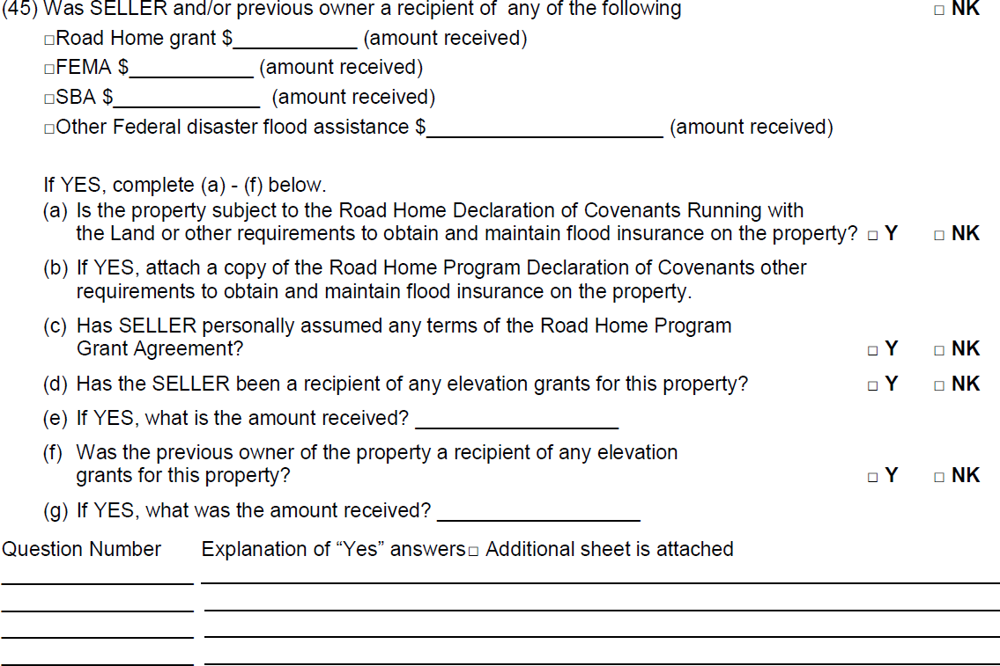 (45) Was SELLER and/or previous owner a recipient of any of the following □ NK
□Road Home grant $___________ (amount received)
□FEMA $___________ (amount received)
□SBA $_____________ (amount received)
□Other Federal disaster flood assistance $_____________________ (amount received)
If YES, complete (a) - (f) below.
(a) Is the property subject to the Road Home Declaration of Covenants Running with
the Land or other requirements to obtain and maintain flood insurance on the property? □ Y □ NK
(b) If YES, attach a copy of the Road Home Program Declaration of Covenants other
requirements to obtain and maintain flood insurance on the property.
(c) Has SELLER personally assumed any terms of the Road Home Program
Grant Agreement? □ Y □ NK
(d) Has the SELLER been a recipient of any elevation grants for this property? □ Y □ NK
(e) If YES, what is the amount received? __________________
(f) Was the previous owner of the property a recipient of any elevation
grants for this property? □ Y □ NK
(g) If YES, what was the amount received? __________________
Question Number Explanation of “Yes” answers□ Additional sheet is attached